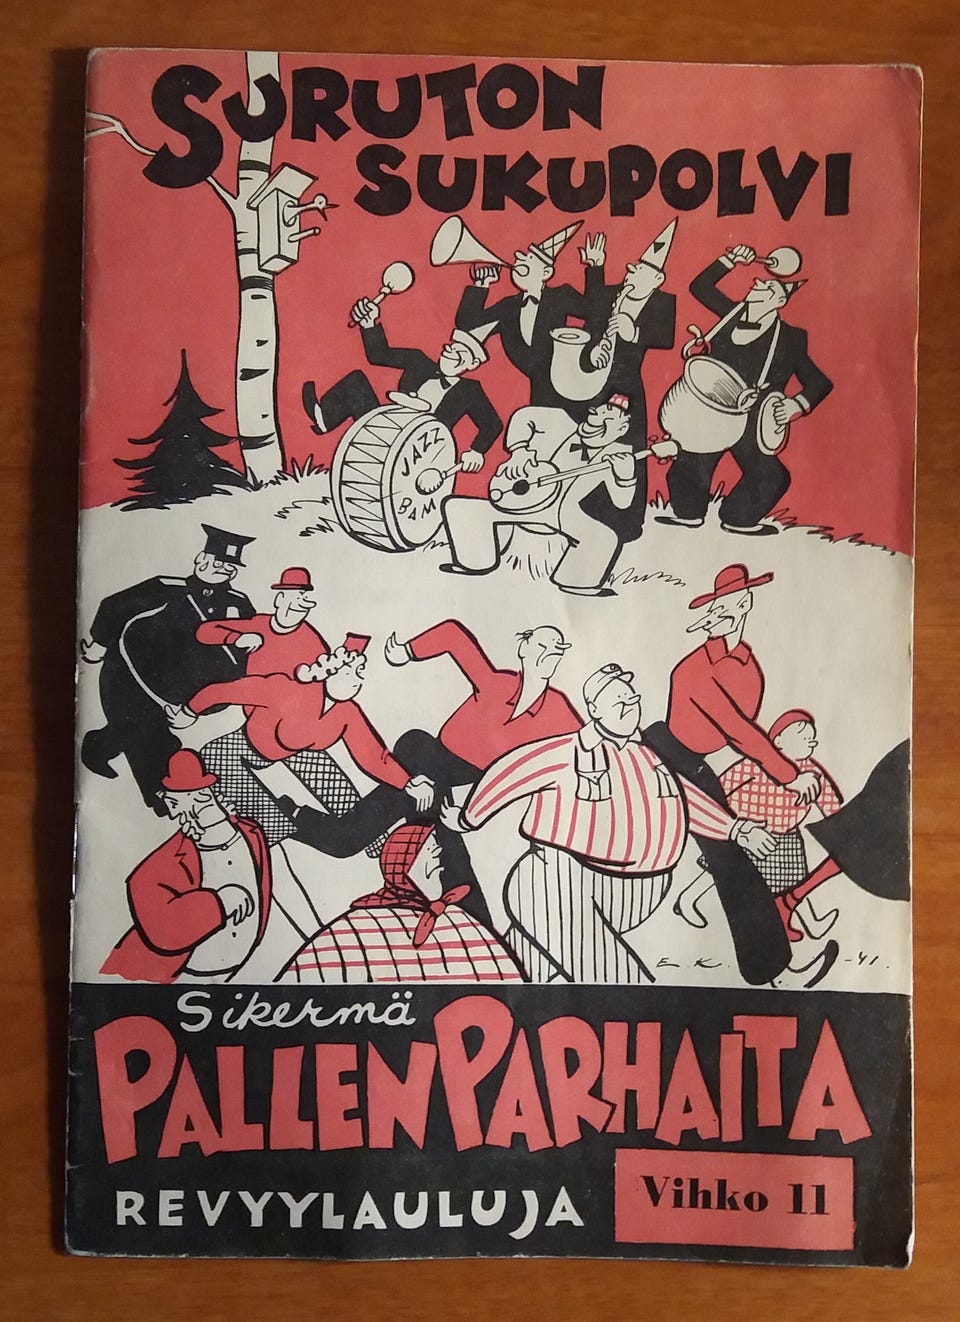 SURUTON
SUKUPOLVI
JAZZ
BAM
E K. -41.
Sikermä
PALLEN PARHAITA
REVYYLAULUJA
Vihko 11